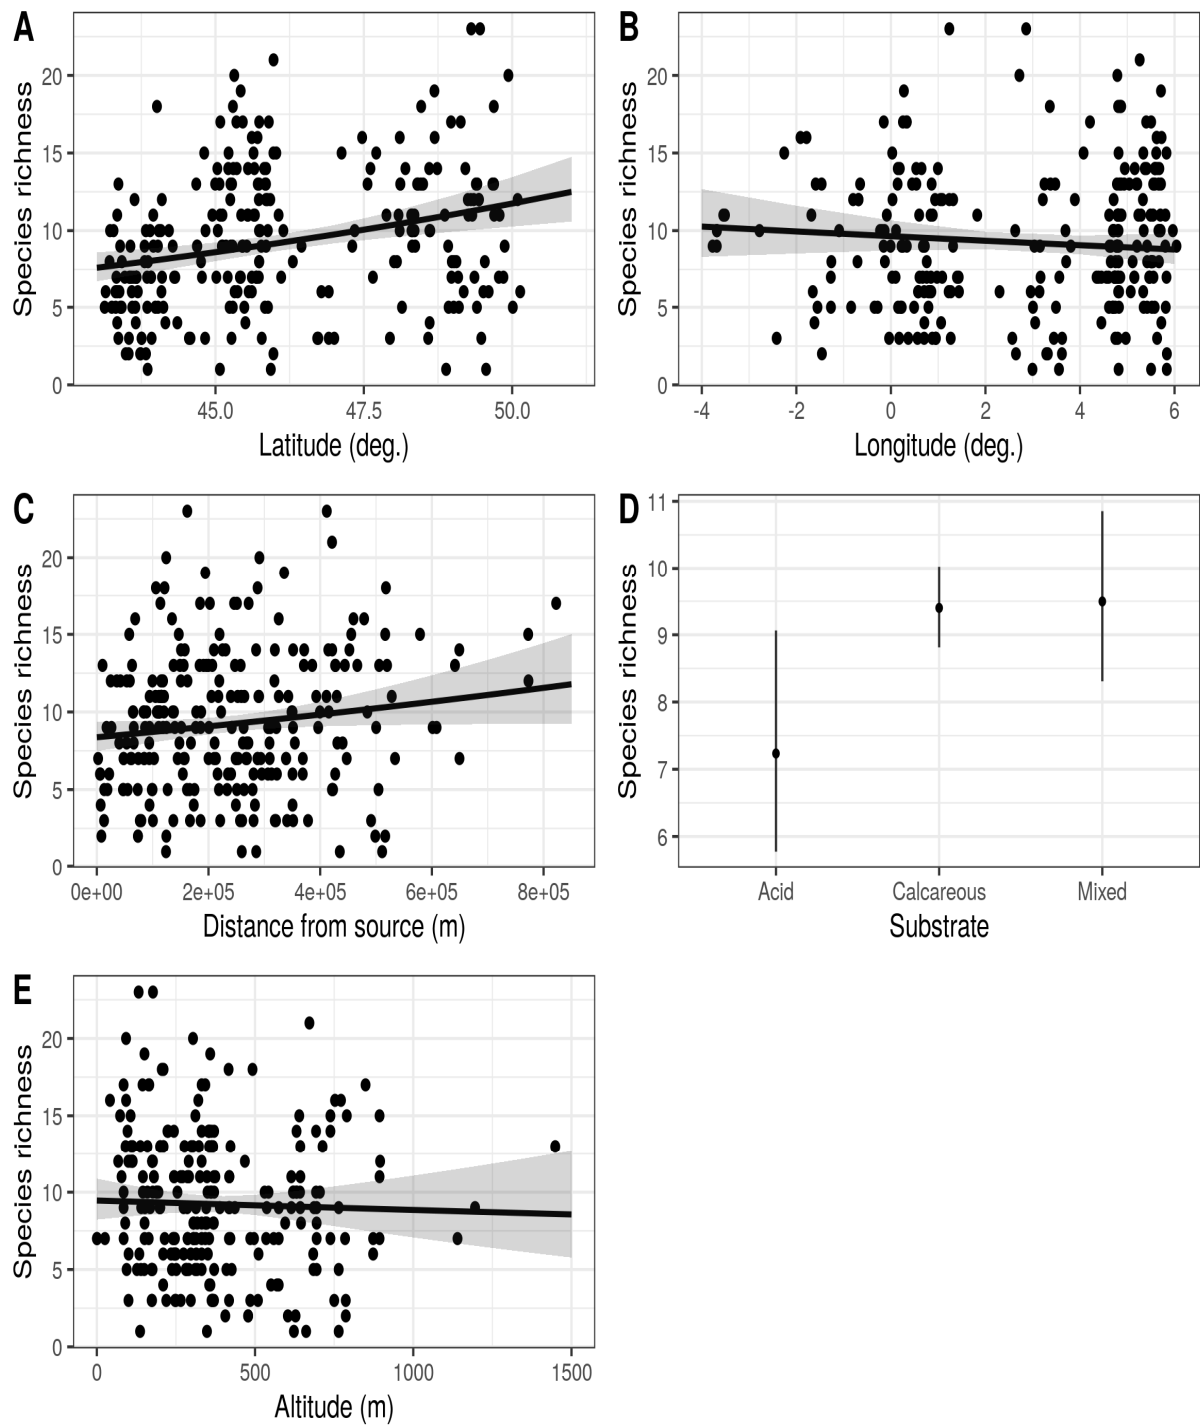 A
Species richness
20
15
10
5
0
45.0 47.5 50.0
Latitude (deg.)
B
Species richness
20
15
10
5
0
-4 -2 0 2 4 6
Longitude (deg.)
C
Species richness
20
15
10
5
0
0e+00 2e+05 4e+05 6e+05 8e+05
Distance from source (m)
D
Species richness
11
10
9
8
7
6
Acid Calcareous Mixed
Substrate
E
Species richness
20
15
10
5
0
0 500 1000 1500
Altitude (m)